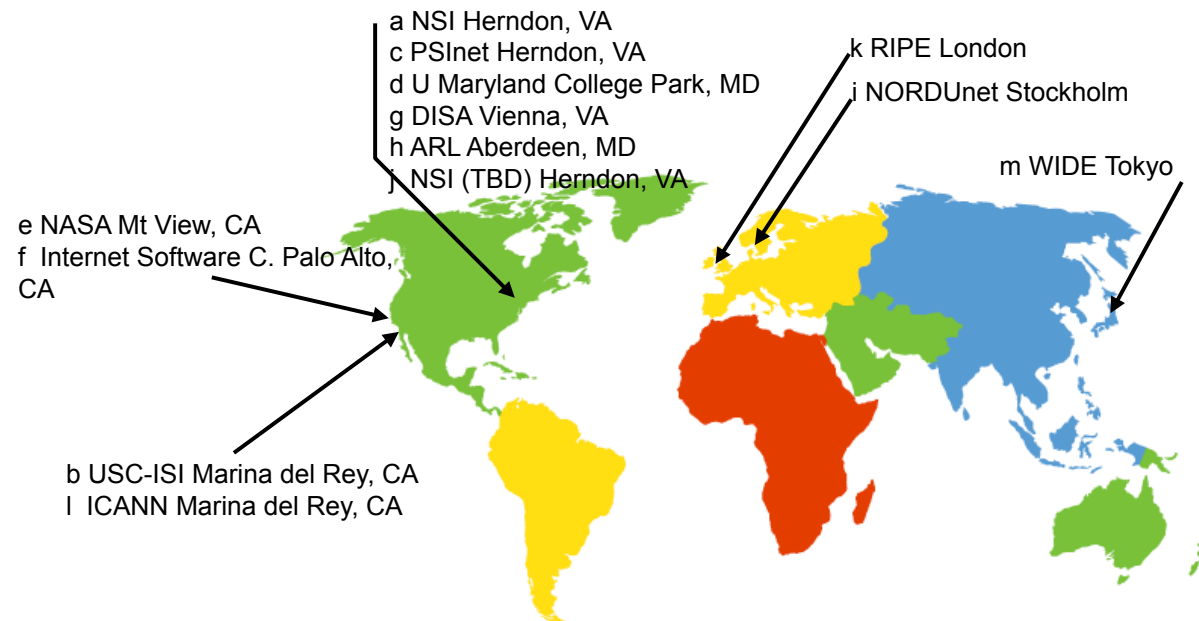 a NSI Herndon, VA
c PSInet Herndon, VA
d U Maryland College Park, MD
g DISA Vienna, VA
h ARL Aberdeen, MD
j NSI (TBD) Herndon, VA
k RIPE London
i NORDUnet Stockholm
m WIDE Tokyo
e NASA Mt View, CA
f Internet Software C. Palo Alto,
CA
b USC-ISI Marina del Rey, CA
l ICANN Marina del Rey, CA